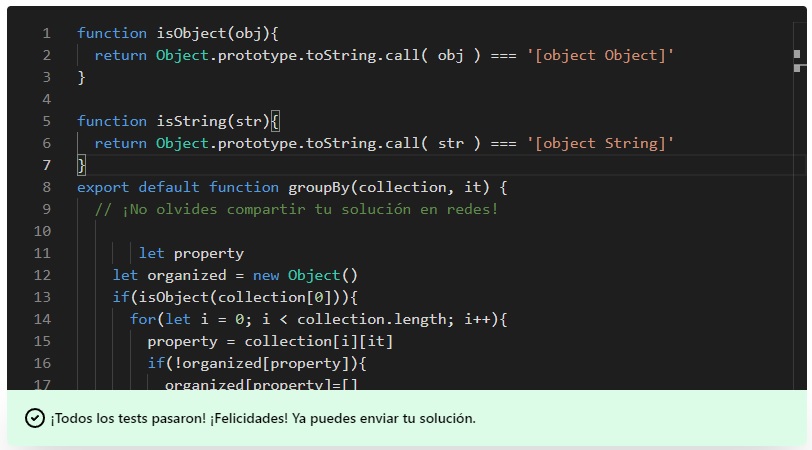 1 function isObject(obj){
2 return Object.prototype.toString.call( obj ) === '[object Object]'
3 }
4
5 function isString(str){
6 return Object.prototype.toString.call( str ) === '[object String]'
7 }
8 export default function groupBy(collection, it) {
9 // ¡No olvides compartir tu solución en redes!
10
11 let property
12 let organized = new Object()
13 if(isObject(collection[0])){
14 for(let i = 0; i < collection.length; i++){
15 property = collection[i][it]
16 if(!organized[property]){
17 organized[property]=[]
¡Todos los tests pasaron! ¡Felicidades! Ya puedes enviar tu solución.